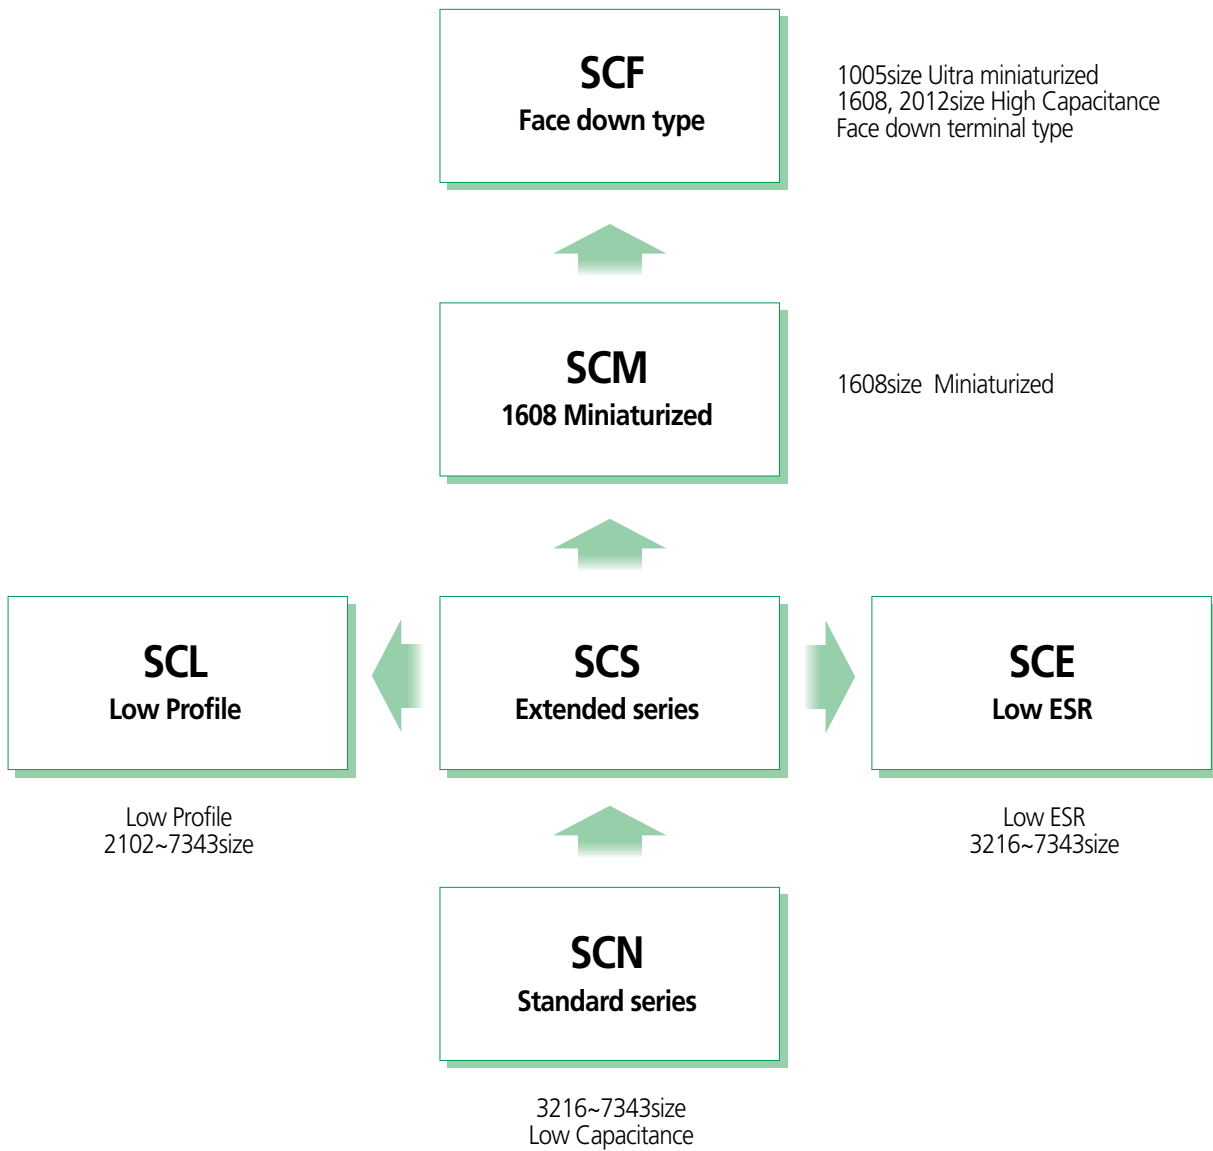 SCF
Face down type
1005size Uitra miniaturized
1608, 2012size High Capacitance
Face down terminal type
SCM
1608 Miniaturized
1608size  Miniaturized
SCL
Low Profile
SCS
Extended series
SCE
Low ESR
Low Profile
2102~7343size
Low ESR
3216~7343size
SCN
Standard series
3216~7343size
Low Capacitance